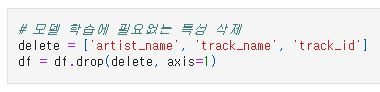 # 모델 학습에 필요없는 특성 삭제
delete = ['artist_name', 'track_name', 'track_id']
df = df.drop(delete, axis=1)